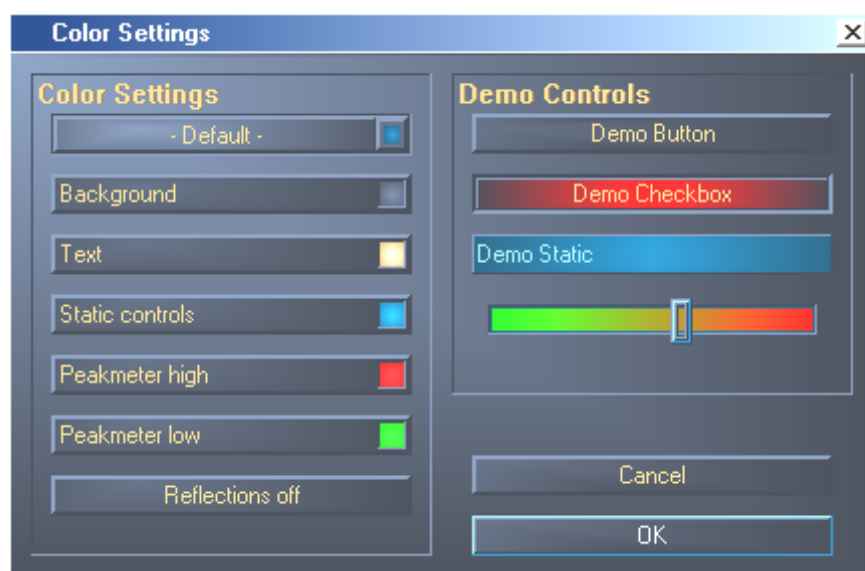 Color Settings
Color Settings
- Default -
Background
Text
Static controls
Peakmeter high
Peakmeter low
Reflections off
Demo Controls
Demo Button
Demo Checkbox
Demo Static
Cancel
OK